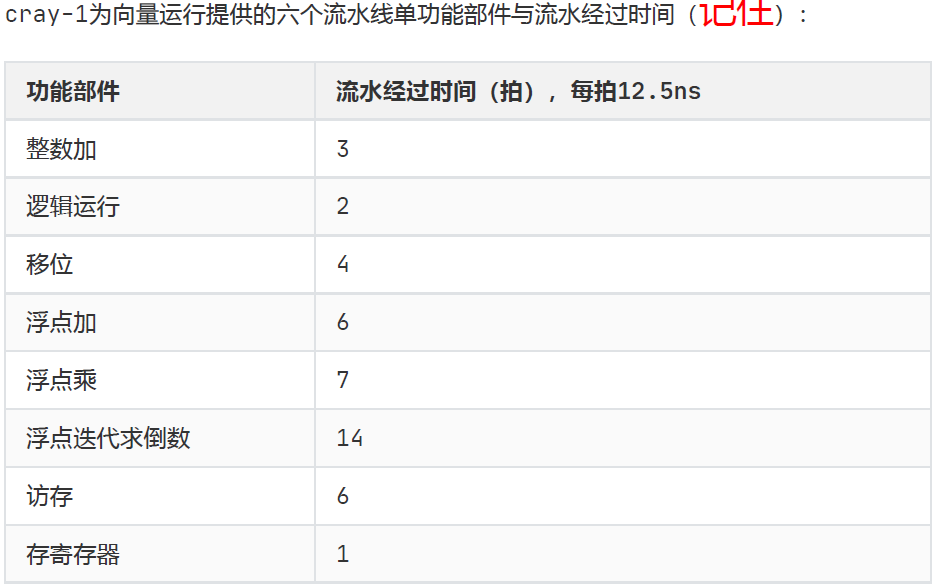 cray-1为向量运行提供的六个流水线单功能部件与流水经过时间（记住）：
功能部件 流水经过时间（拍），每拍12.5ns
整数加 3
逻辑运行 2
移位 4
浮点加 6
浮点乘 7
浮点迭代求倒数 14
访存 6
存寄存器 1